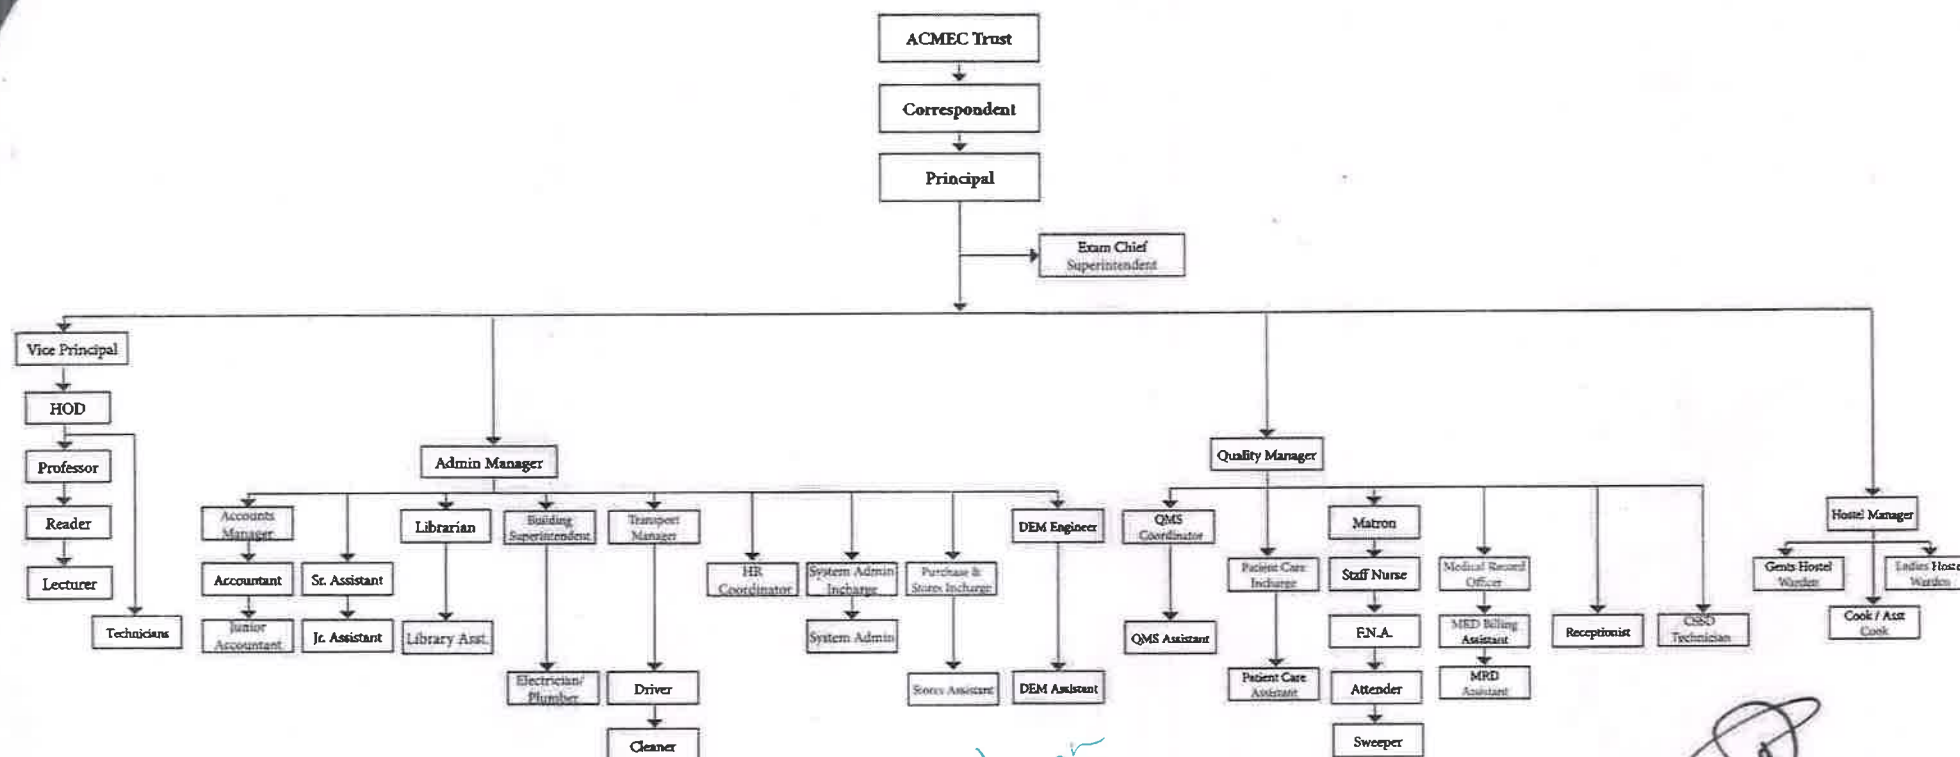 ACMEC Trust
Correspondent
Principal
Exam Chief
Superintendent
Vice Principal
HOD
Professor
Reader
Lecturer
Technicians
Admin Manager
Accounts
Manager
Accountant
Junior
Accountant
Sr. Assistant
Jr. Assistant
Librarian
Library Asst.
Building
Superintendent
Electrician/
Plumber
Transport
Manager
Driver
Cleaner
HR
Coordinator
System Admin
Incharge
System Admin
Purchase &
Stores Incharge
Stores Assistant
DEM Engineer
DEM Assistant
Quality Manager
QMS
Coordinator
QMS Assistant
Patient Care
Incharge
Patient Care
Assistant
Matron
Staff Nurse
F.N.A.
Attender
Sweeper
Medical Record
Officer
MRD Billing
Assistant
MRD
Assistant
Receptionist
CSSD
Technician
Hostel Manager
Gents Hostel
Warden
Cook / Asst
Cook
Ladies Hoste
Warden